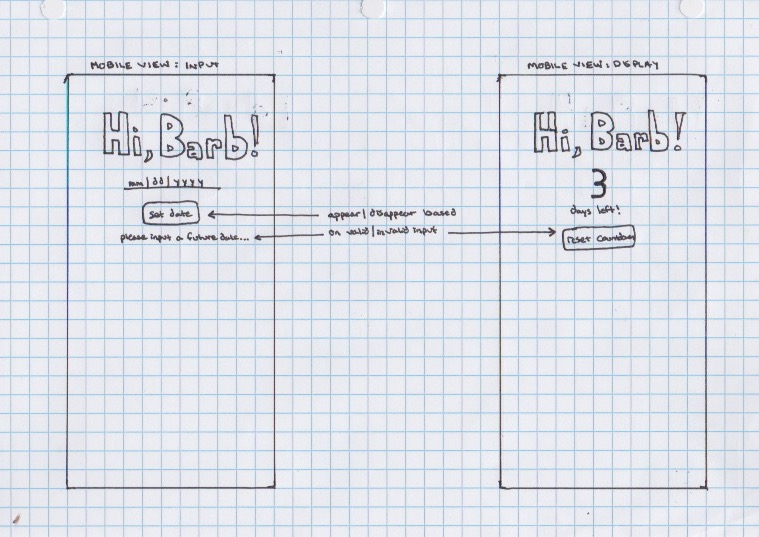 MOBILE VIEW: INPUT
Hi, Barb!
mm/dd/yyyy
set date
please input a future date...
appear/disappear based
on valid/invalid input
MOBILE VIEW: DISPLAY
Hi, Barb!
3
days left!
reset countdown